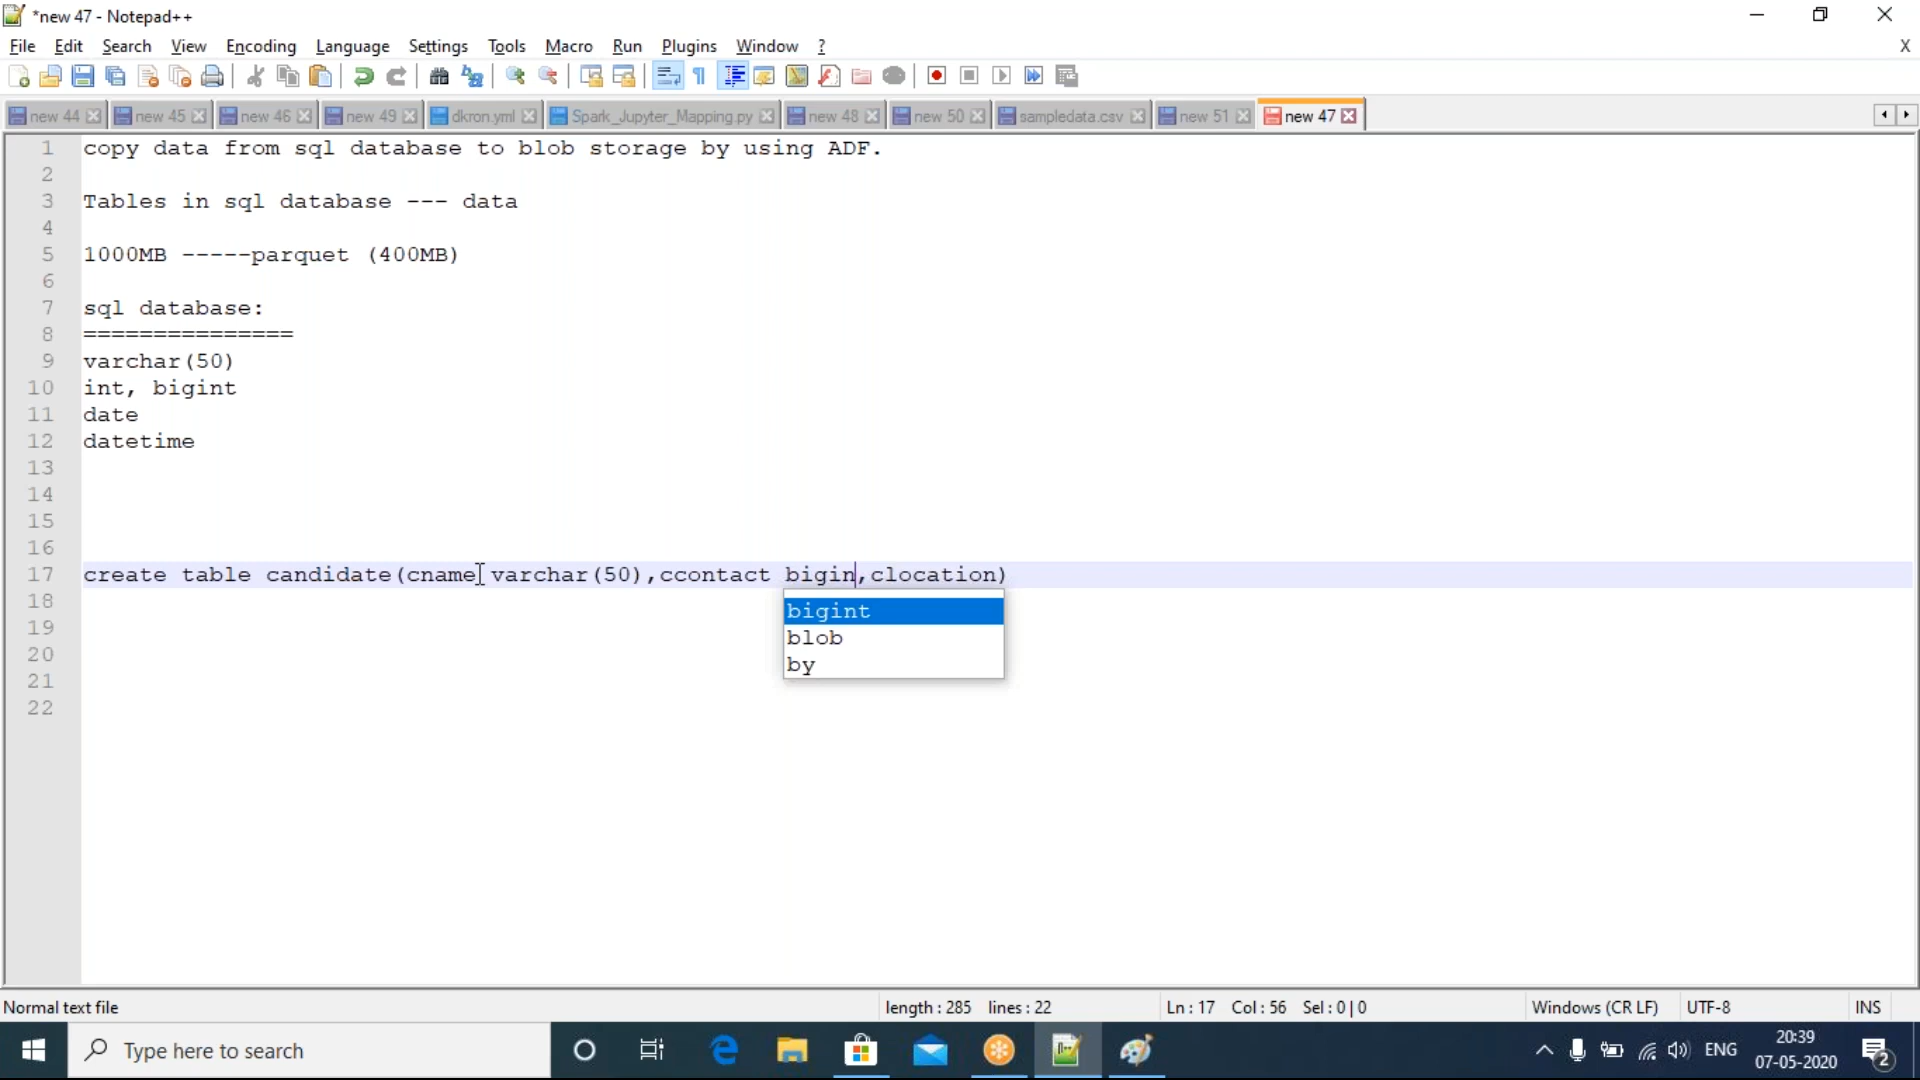 *new 47 - Notepad++
File Edit Search View Encoding Language Settings Tools Macro Run Plugins Window ? X
new 44 new 45 new 46 new 49 dkron.yml Spark_Jupyter_Mapping.py new 48 new 50 sampledata.csv new 51 new 47
1 copy data from sql database to blob storage by using ADF.
2
3 Tables in sql database --- data
4
5 1000MB -----parquet (400MB)
6
7 sql database:
8 ===============
9 varchar(50)
10 int, bigint
11 date
12 datetime
13
14
15
16
17 create table candidate(cname varchar(50),ccontact bigin,clocation)
18 bigint
19 blob
20 by
21
22
Normal text file length : 285 lines : 22 Ln : 17 Col : 56 Sel : 0 | 0 Windows (CR LF) UTF-8 INS
Type here to search ENG 20:39
07-05-2020 2